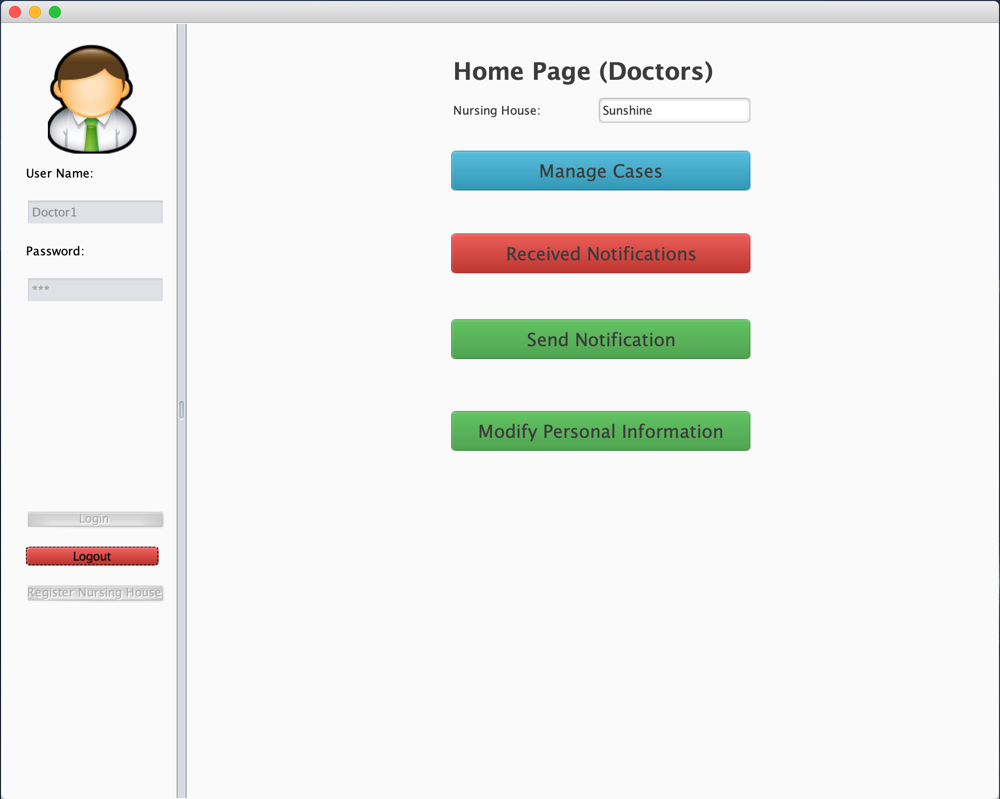 User Name:
Doctor1
Password:
***
Login
Logout
Register Nursing House
Home Page (Doctors)
Nursing House: Sunshine
Manage Cases
Received Notifications
Send Notification
Modify Personal Information